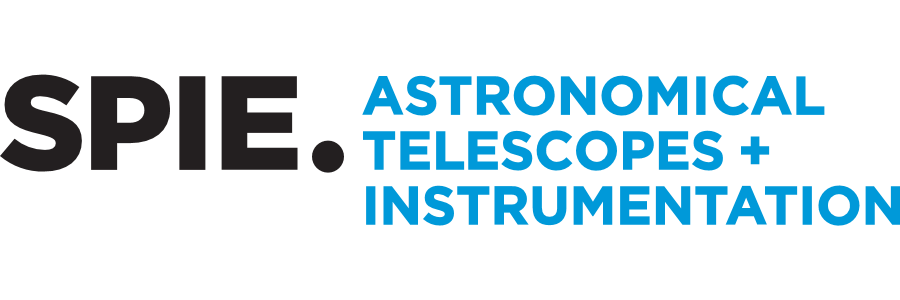 SPIE.
ASTRONOMICAL
TELESCOPES +
INSTRUMENTATION